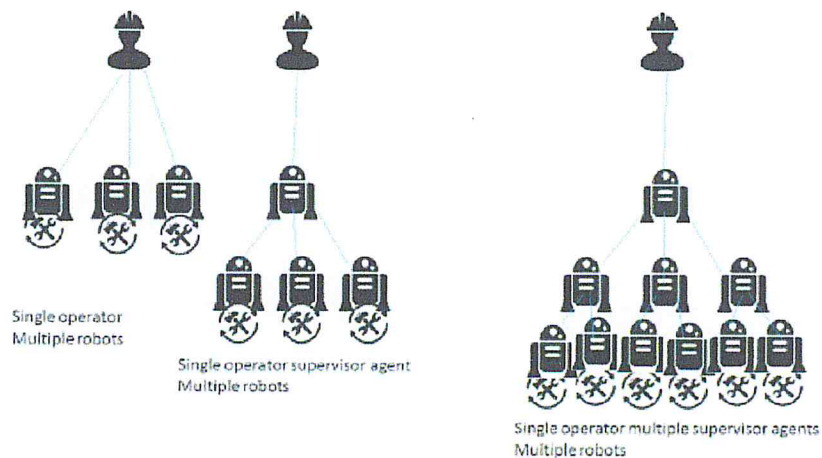 Single operator
Multiple robots
Single operator supervisor agent
Multiple robots
Single operator multiple supervisor agents
Multiple robots